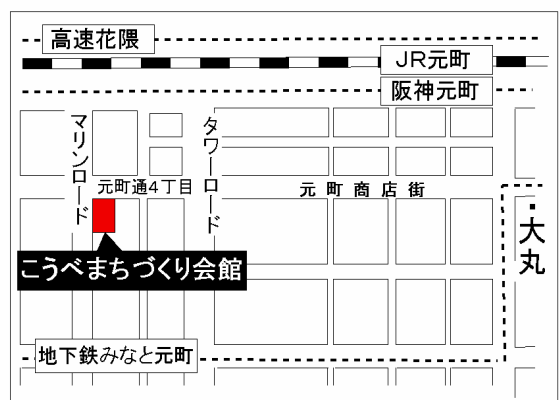 高速花隈
JR元町
阪神元町
マリンロード
タワーロード
元町通4丁目
元町商店街
・大丸
こうべまちづくり会館
地下鉄みなと元町